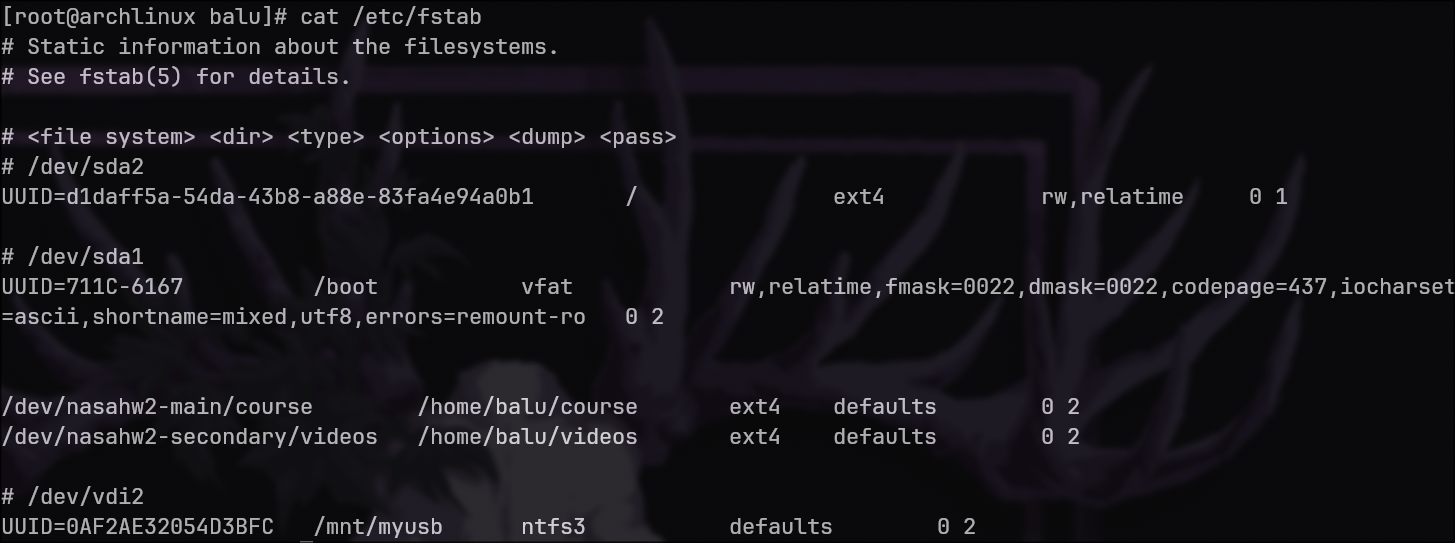 [root@archlinux balu]# cat /etc/fstab
# Static information about the filesystems.
# See fstab(5) for details.
# <file system> <dir> <type> <options> <dump> <pass>
# /dev/sda2
UUID=d1daff5a-54da-43b8-a88e-83fa4e94a0b1 / ext4 rw,relatime 0 1
# /dev/sda1
UUID=711C-6167 /boot vfat rw,relatime,fmask=0022,dmask=0022,codepage=437,iocharset
=ascii,shortname=mixed,utf8,errors=remount-ro 0 2
/dev/nasahw2-main/course /home/balu/course ext4 defaults 0 2
/dev/nasahw2-secondary/videos /home/balu/videos ext4 defaults 0 2
# /dev/vdi2
UUID=0AF2AE32054D3BFC _/mnt/myusb ntfs3 defaults 0 2